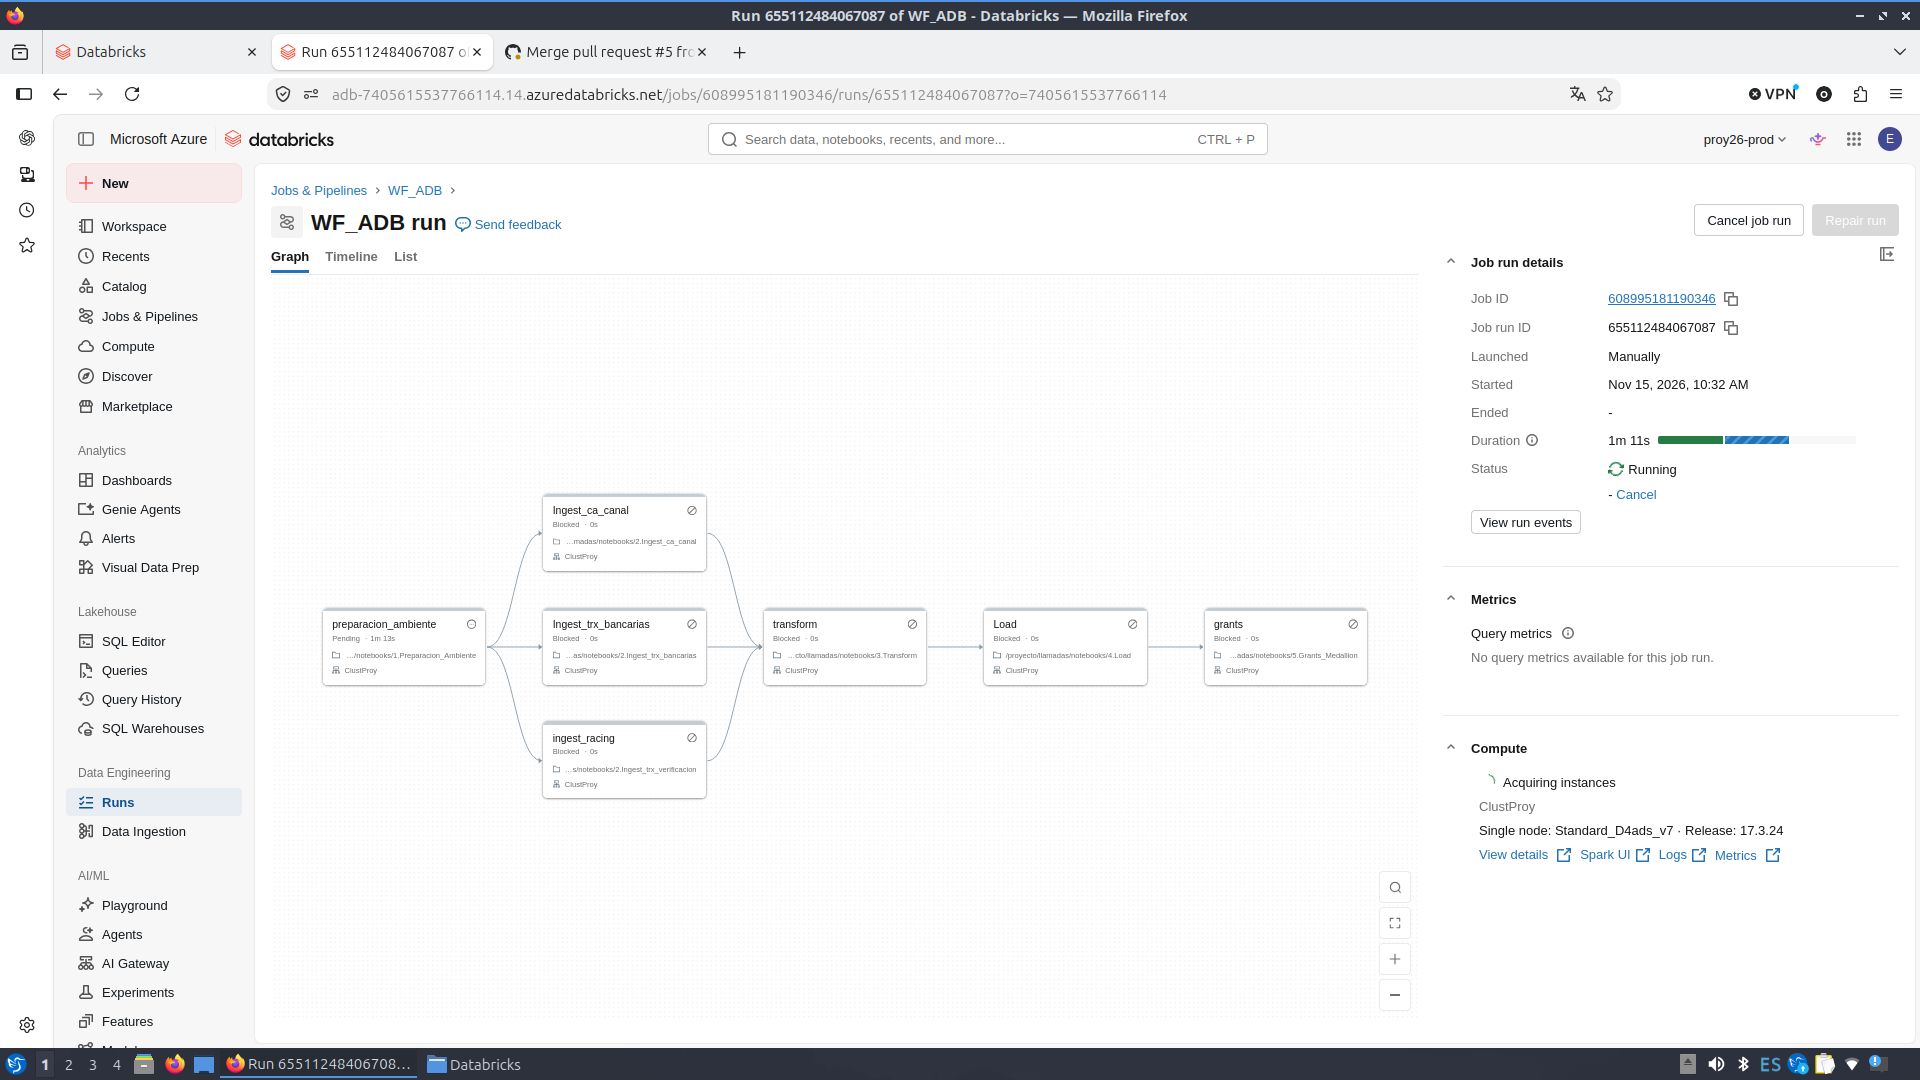 Run 655112484067087 of WF_ADB - Databricks — Mozilla Firefox
Databricks
Run 655112484067087 o
Merge pull request #5 fro
adb-7405615537766114.14.azuredatabricks.net/jobs/608995181190346/runs/655112484067087?o=7405615537766114
VPN
Microsoft Azure
databricks
Search data, notebooks, recents, and more...
CTRL + P
proy26-prod
E
New
Workspace
Recents
Catalog
Jobs & Pipelines
Compute
Discover
Marketplace
Analytics
Dashboards
Genie Agents
Alerts
Visual Data Prep
Lakehouse
SQL Editor
Queries
Query History
SQL Warehouses
Data Engineering
Runs
Data Ingestion
AI/ML
Playground
Agents
AI Gateway
Experiments
Features
Jobs & Pipelines > WF_ADB >
WF_ADB run
Send feedback
Cancel job run
Repair run
Graph
Timeline
List
Ingest_ca_canal
Blocked · 0s
...madas/notebooks/2.Ingest_ca_canal
ClustProy
preparacion_ambiente
Pending · 1m 13s
.../notebooks/1.Preparacion_Ambiente
ClustProy
Ingest_trx_bancarias
Blocked · 0s
...as/notebooks/2.Ingest_trx_bancarias
ClustProy
transform
Blocked · 0s
...cto/llamadas/notebooks/3.Transform
ClustProy
Load
Blocked · 0s
/proyecto/llamadas/notebooks/4.Load
ClustProy
grants
Blocked · 0s
...adas/notebooks/5.Grants_Medallion
ClustProy
ingest_racing
Blocked · 0s
...s/notebooks/2.Ingest_trx_verificacion
ClustProy
Job run details
Job ID
608995181190346
Job run ID
655112484067087
Launched
Manually
Started
Nov 15, 2026, 10:32 AM
Ended
-
Duration
1m 11s
Status
Running
- Cancel
View run events
Metrics
Query metrics
No query metrics available for this job run.
Compute
Acquiring instances
ClustProy
Single node: Standard_D4ads_v7 · Release: 17.3.24
View details
Spark UI
Logs
Metrics
1
2
3
4
Run 65511248406708...
Databricks
ES